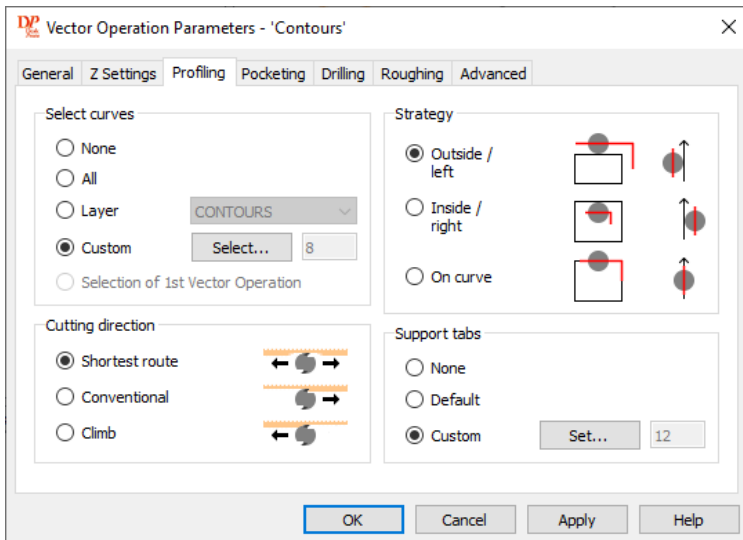 DP Vector Operation Parameters - 'Contours'
General Z Settings Profiling Pocketing Drilling Roughing Advanced
Select curves
None
All
Layer CONTOURS
Custom Select... 8
Selection of 1st Vector Operation
Strategy
Outside /
left
Inside /
right
On curve
Cutting direction
Shortest route
Conventional
Climb
Support tabs
None
Default
Custom Set... 12
OK Cancel Apply Help